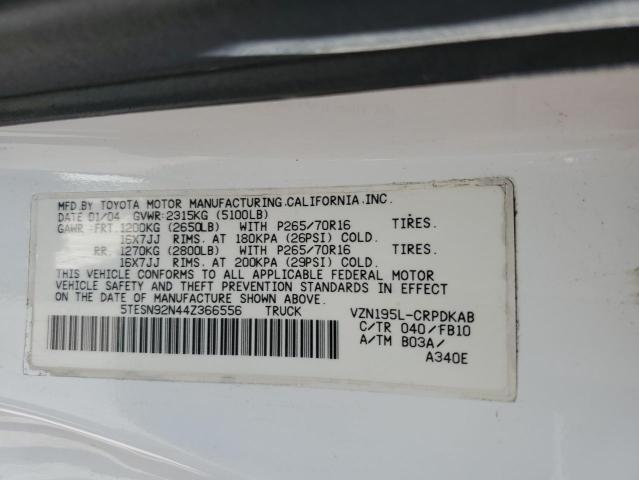 MFD.BY TOYOTA MOTOR MANUFACTURING.CALIFORNIA.INC.
DATE 01/04 GVWR:2315KG (5100LB)
GAWR:FRT.1200KG (2650LB) WITH P265/70R16 TIRES.
16X7JJ RIMS. AT 180KPA (26PSI) COLD.
RR. 1270KG (2800LB) WITH P265/70R16 TIRES.
16X7JJ RIMS. AT 200KPA (29PSI) COLD.
THIS VEHICLE CONFORMS TO ALL APPLICABLE FEDERAL MOTOR
VEHICLE SAFETY AND THEFT PREVENTION STANDARDS IN EFFECT
ON THE DATE OF MANUFACTURE SHOWN ABOVE.
5TESN92N44Z366556 TRUCK VZN195L-CRPDKAB
C/TR 040/FB10
A/TM B03A/
A340E